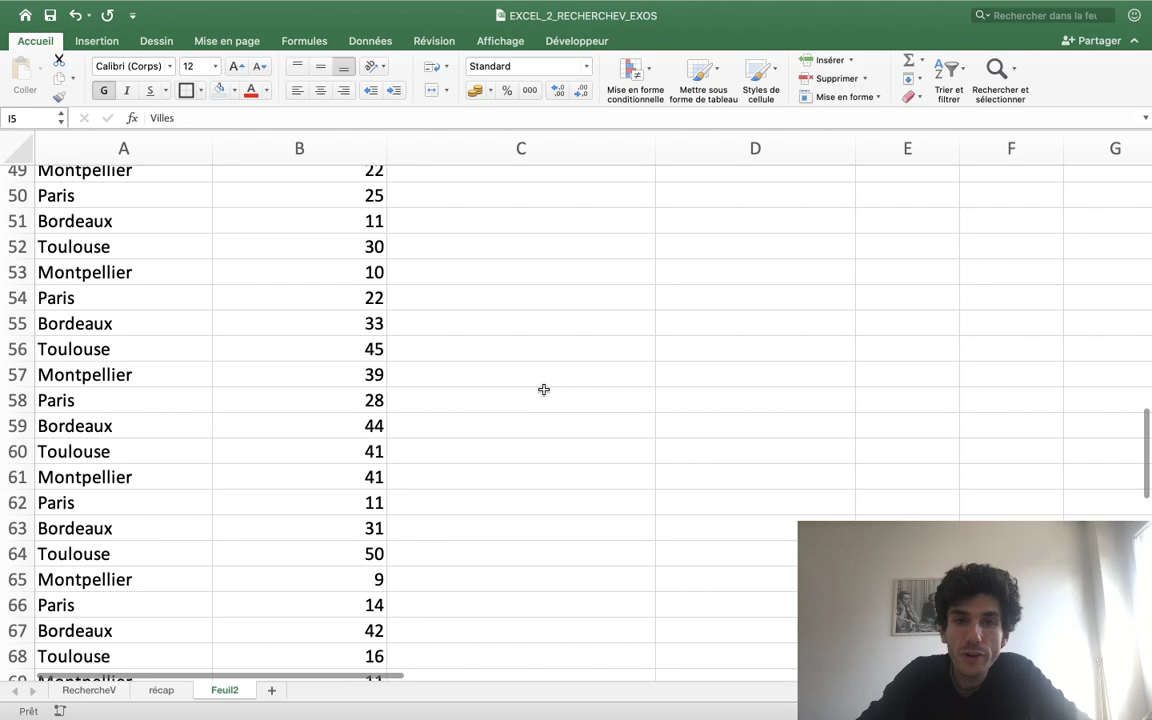 EXCEL_2_RECHERCHEV_EXOS
Rechercher dans la feu
Accueil Insertion Dessin Mise en page Formules Données Révision Affichage Développeur Partager
Coller
Calibri (Corps) 12
G I S A
Standard
% 000
Mise en forme conditionnelle
Mettre sous forme de tableau
Styles de cellule
Insérer
Supprimer
Mise en forme
Trier et filtrer
Rechercher et sélectionner
I5 fx Villes
A B C D E F G
49 Montpellier 22
50 Paris 25
51 Bordeaux 11
52 Toulouse 30
53 Montpellier 10
54 Paris 22
55 Bordeaux 33
56 Toulouse 45
57 Montpellier 39
58 Paris 28
59 Bordeaux 44
60 Toulouse 41
61 Montpellier 41
62 Paris 11
63 Bordeaux 31
64 Toulouse 50
65 Montpellier 9
66 Paris 14
67 Bordeaux 42
68 Toulouse 16
69 Montpellier 11
RechercheV récap Feuil2
Prêt